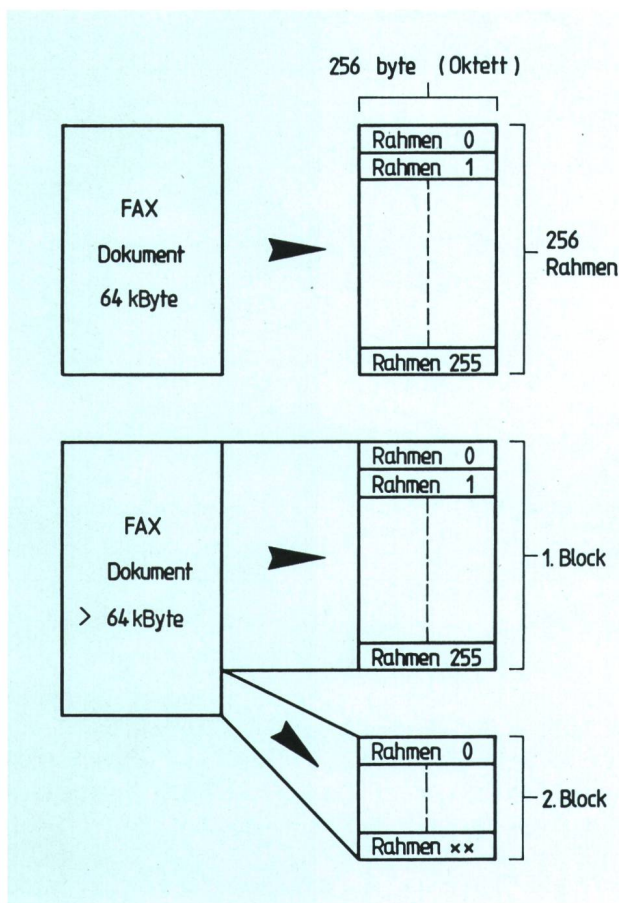 256 byte (Oktett)
FAX
Dokument
64 kByte
Rahmen 0
Rahmen 1
Rahmen 255
256
Rahmen
FAX
Dokument
> 64 kByte
Rahmen 0
Rahmen 1
Rahmen 255
1. Block
Rahmen 0
Rahmen ××
2. Block